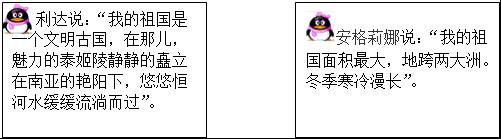 利达说：“我的祖国是
一个文明古国，在那儿，
魅力的泰姬陵静静的矗立
在南亚的艳阳下，悠悠恒
河水缓缓流淌而过”。
安格莉娜说：“我的祖
国面积最大，地跨两大洲。
冬季寒冷漫长”。